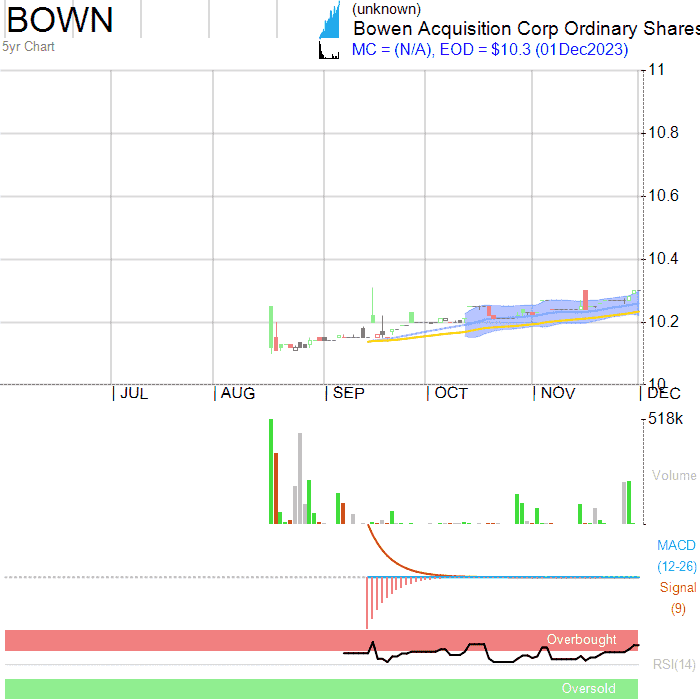 BOWN
5yr Chart
(unknown)
Bowen Acquisition Corp Ordinary Shares
MC = (N/A), EOD = $10.3 (01Dec2023)
11
10.8
10.6
10.4
10.2
10
JUL AUG SEP OCT NOV DEC
518k
Volume
MACD
(12-26)
Signal
(9)
Overbought
RSI(14)
Oversold